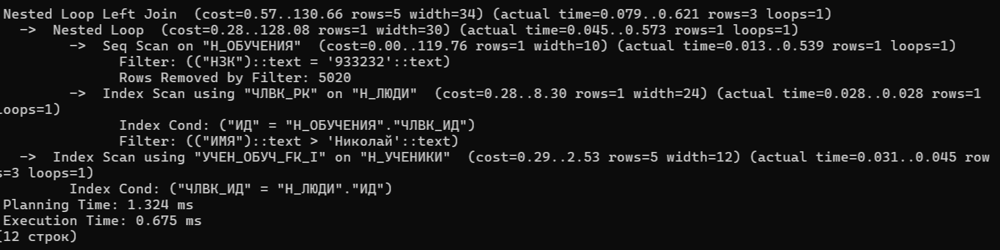 Nested Loop Left Join  (cost=0.57..130.66 rows=5 width=34) (actual time=0.079..0.621 rows=3 loops=1)
  ->  Nested Loop  (cost=0.28..128.08 rows=1 width=30) (actual time=0.045..0.573 rows=1 loops=1)
        ->  Seq Scan on "Н_ОБУЧЕНИЯ"  (cost=0.00..119.76 rows=1 width=10) (actual time=0.013..0.539 rows=1 loops=1)
              Filter: (("НЗК")::text = '933232'::text)
              Rows Removed by Filter: 5020
        ->  Index Scan using "ЧЛВК_PK" on "Н_ЛЮДИ"  (cost=0.28..8.30 rows=1 width=24) (actual time=0.028..0.028 rows=1
loops=1)
              Index Cond: ("ИД" = "Н_ОБУЧЕНИЯ"."ЧЛВК_ИД")
              Filter: (("ИМЯ")::text > 'Николай'::text)
  ->  Index Scan using "УЧЕН_ОБУЧ_FK_I" on "Н_УЧЕНИКИ"  (cost=0.29..2.53 rows=5 width=12) (actual time=0.031..0.045 row
s=3 loops=1)
        Index Cond: ("ЧЛВК_ИД" = "Н_ЛЮДИ"."ИД")
Planning Time: 1.324 ms
Execution Time: 0.675 ms
(12 строк)